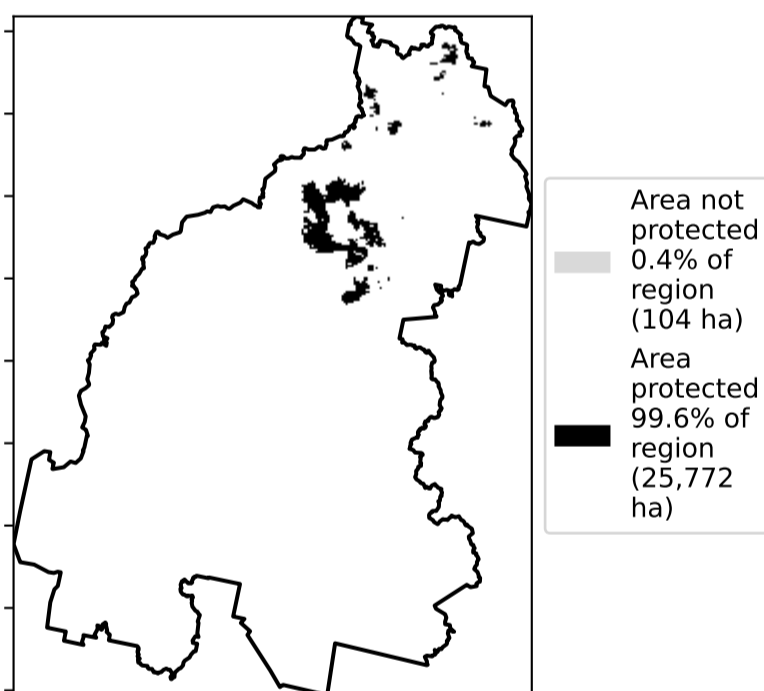 Area not
protected
0.4% of
region
(104 ha)
Area
protected
99.6% of
region
(25,772
ha)